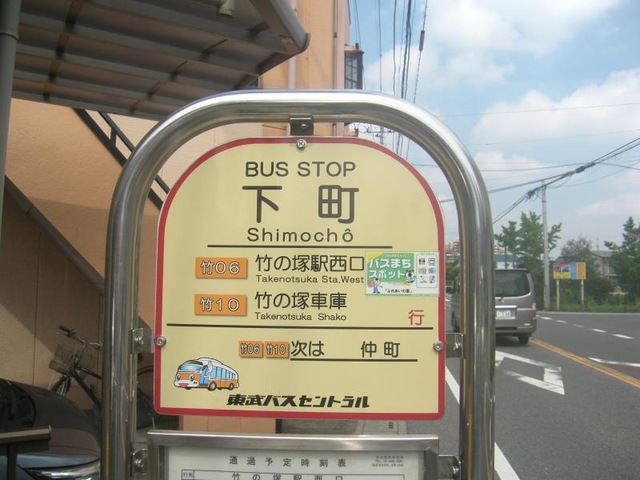 BUS STOP
下町
Shimochô
竹06 竹の塚駅西口
Takenotsuka Sta.West
バスまち
スポット
竹10 竹の塚車庫
Takenotsuka Shako
行
竹06 竹10 次は 仲町
東武バスセントラル
通過予定時刻表
竹の塚駅西口